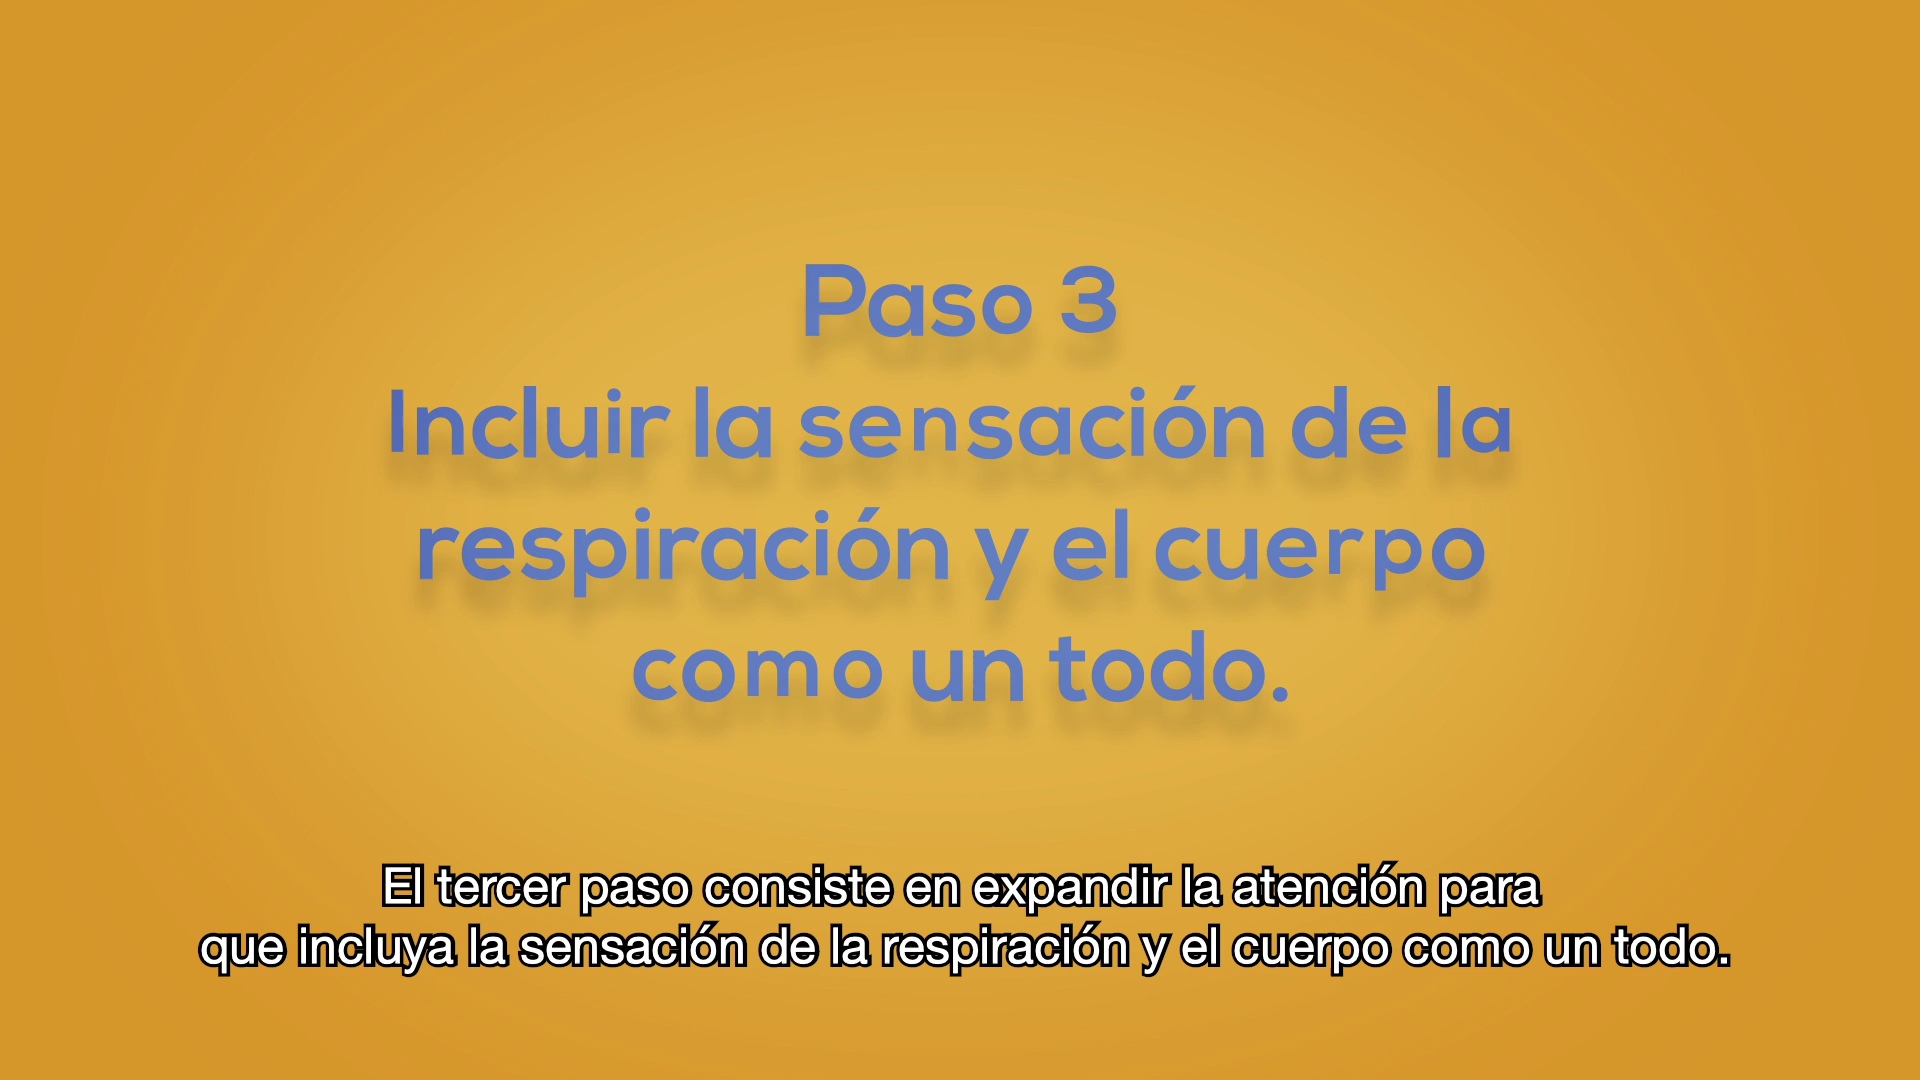 Paso 3
Incluir la sensación de la
respiración y el cuerpo
como un todo.
El tercer paso consiste en expandir la atención para
que incluya la sensación de la respiración y el cuerpo como un todo.